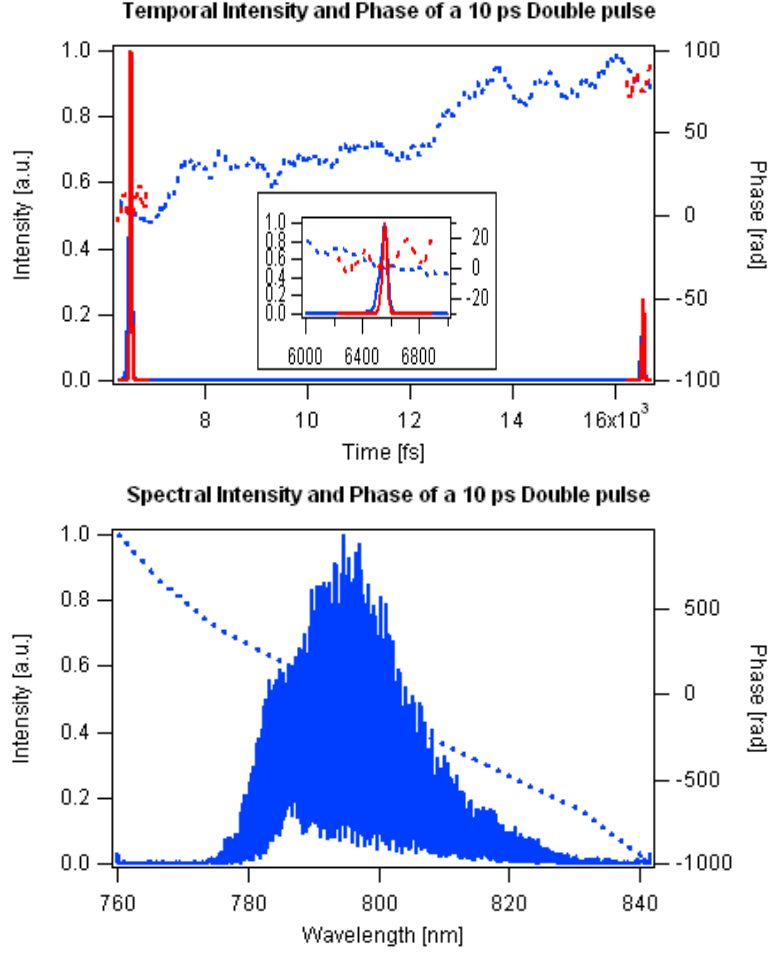 Temporal Intensity and Phase of a 10 ps Double pulse
1.0
0.8
0.6
0.4
0.2
0.0
Intensity [a.u.]
100
50
0
-50
-100
Phase [rad]
1.0
0.8
0.6
0.4
0.2
0.0
20
0
-20
6000 6400 6800
8 10 12 14 16x10³
Time [fs]
Spectral Intensity and Phase of a 10 ps Double pulse
1.0
0.8
0.6
0.4
0.2
0.0
Intensity [a.u.]
500
0
-500
-1000
Phase [rad]
760 780 800 820 840
Wavelength [nm]